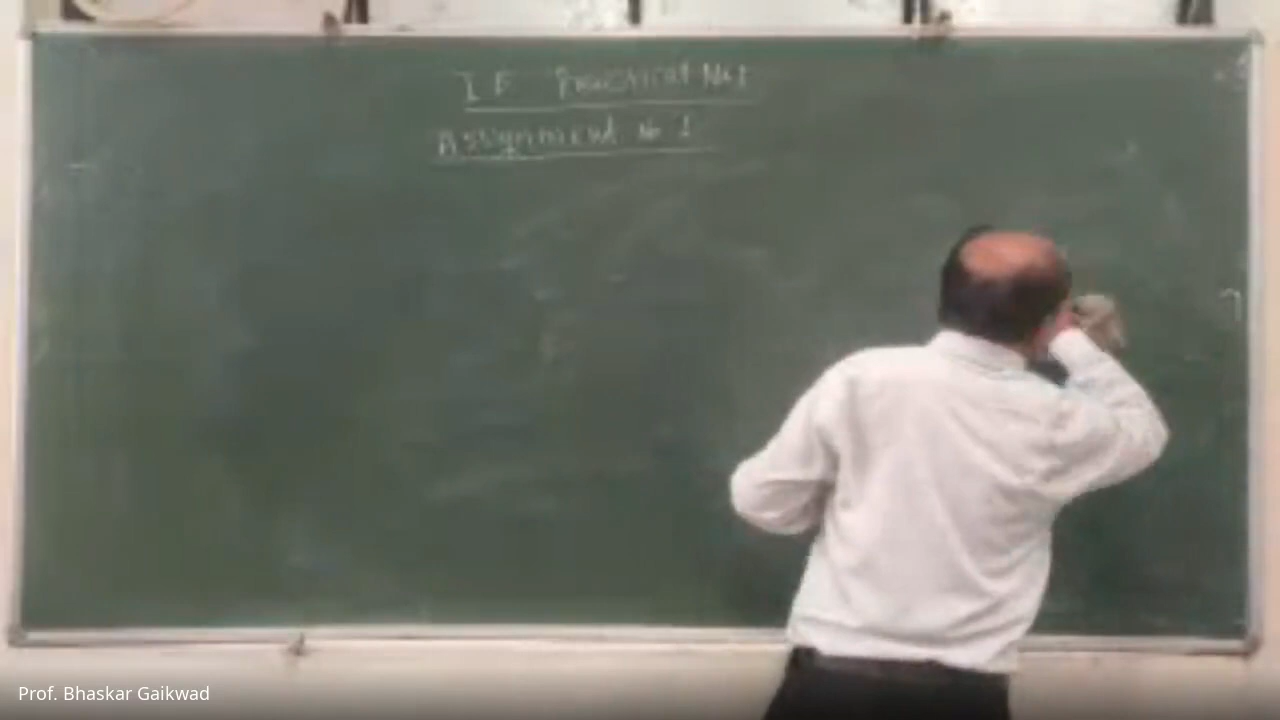 I F Practical No 1
Assignment No 1
Prof. Bhaskar Gaikwad